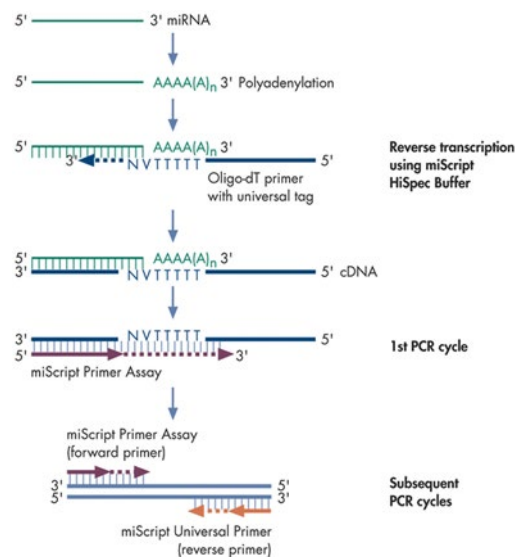 5' 3' miRNA
5' AAAA(A)n 3' Polyadenylation
5' AAAA(A)n 3'
3' N V T T T T T 5'
Oligo-dT primer
with universal tag
Reverse transcription
using miScript
HiSpec Buffer
5' AAAA(A)n 3'
3' N V T T T T T 5' cDNA
3' N V T T T T T 5'
5' 3'
miScript Primer Assay
1st PCR cycle
miScript Primer Assay
(forward primer)
3' 5'
5' 3'
miScript Universal Primer
(reverse primer)
Subsequent
PCR cycles